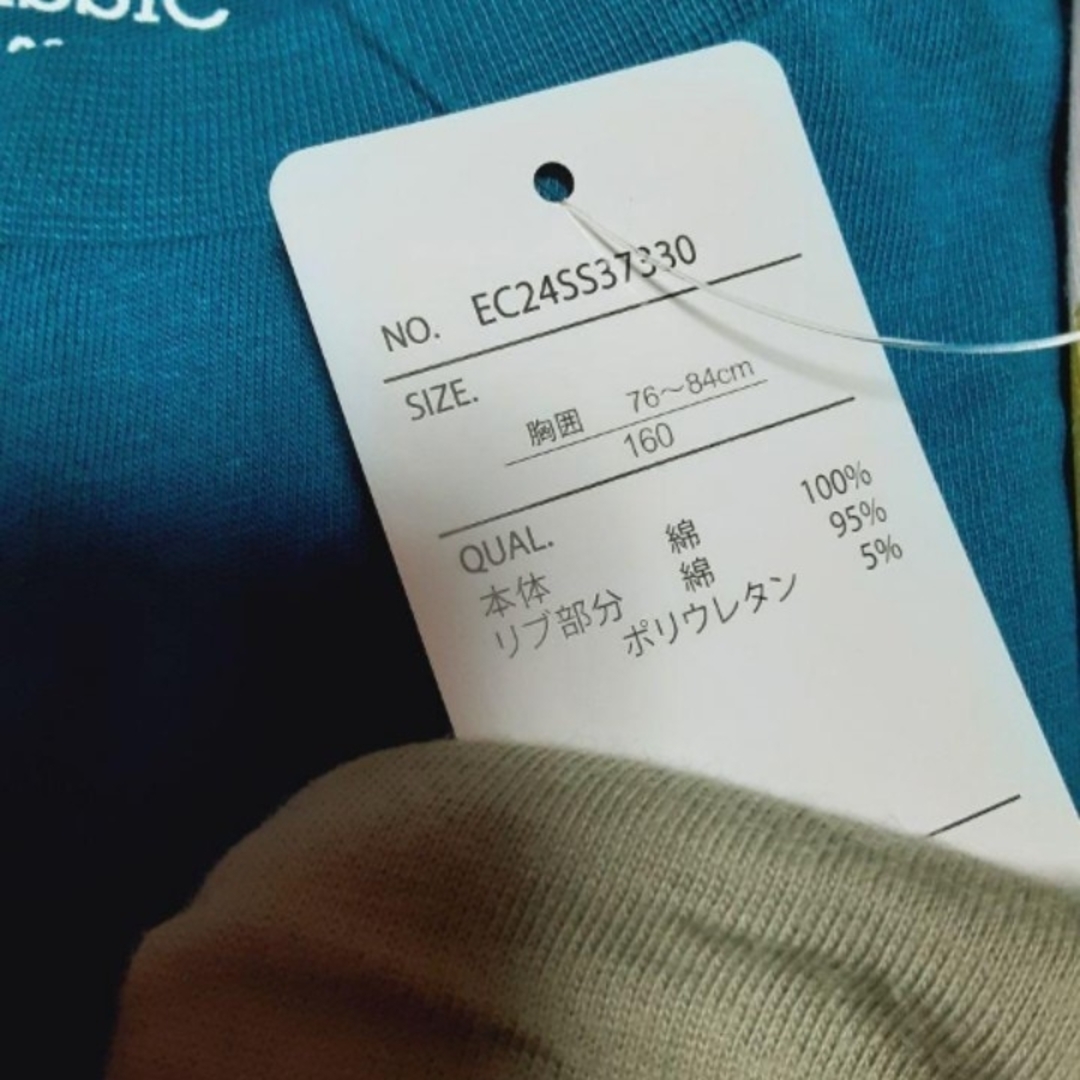 NO. EC24SS37330
SIZE.
胸囲 76～84cm
160
QUAL.
本体 綿 100%
リブ部分 綿 95%
ポリウレタン 5%